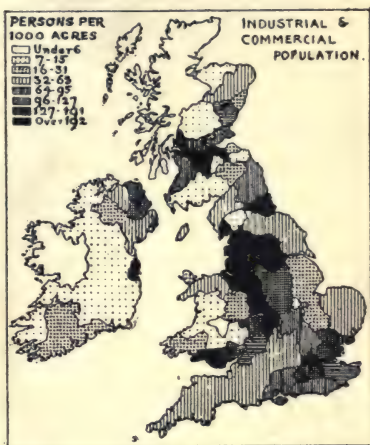 PERSONS PER
1000 ACRES
Under 6
7-15
16-31
32-63
64-95
96-127
127-191
Over 192
INDUSTRIAL &
COMMERCIAL
POPULATION.